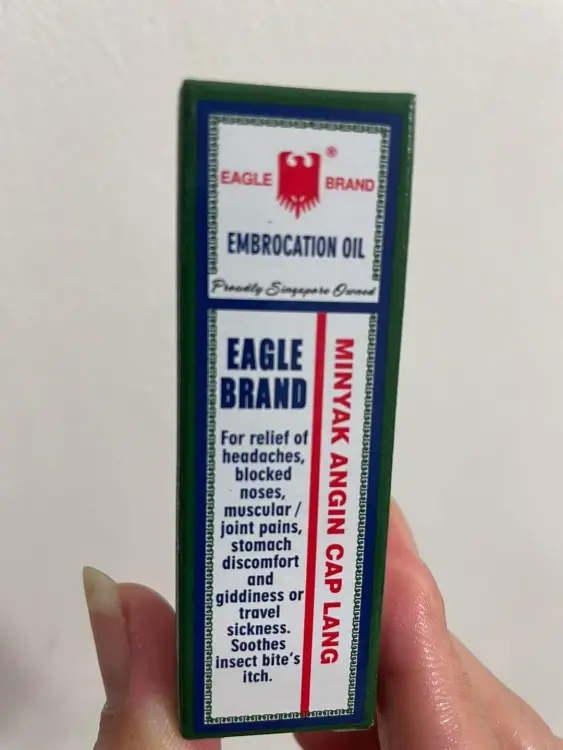 EAGLE ® BRAND
EMBROCATION OIL
Proudly Singapore Owned
EAGLE
BRAND
For relief of
headaches,
blocked
noses,
muscular /
joint pains,
stomach
discomfort
and
giddiness or
travel
sickness.
Soothes
insect bite's
itch.
MINYAK ANGIN CAP LANG